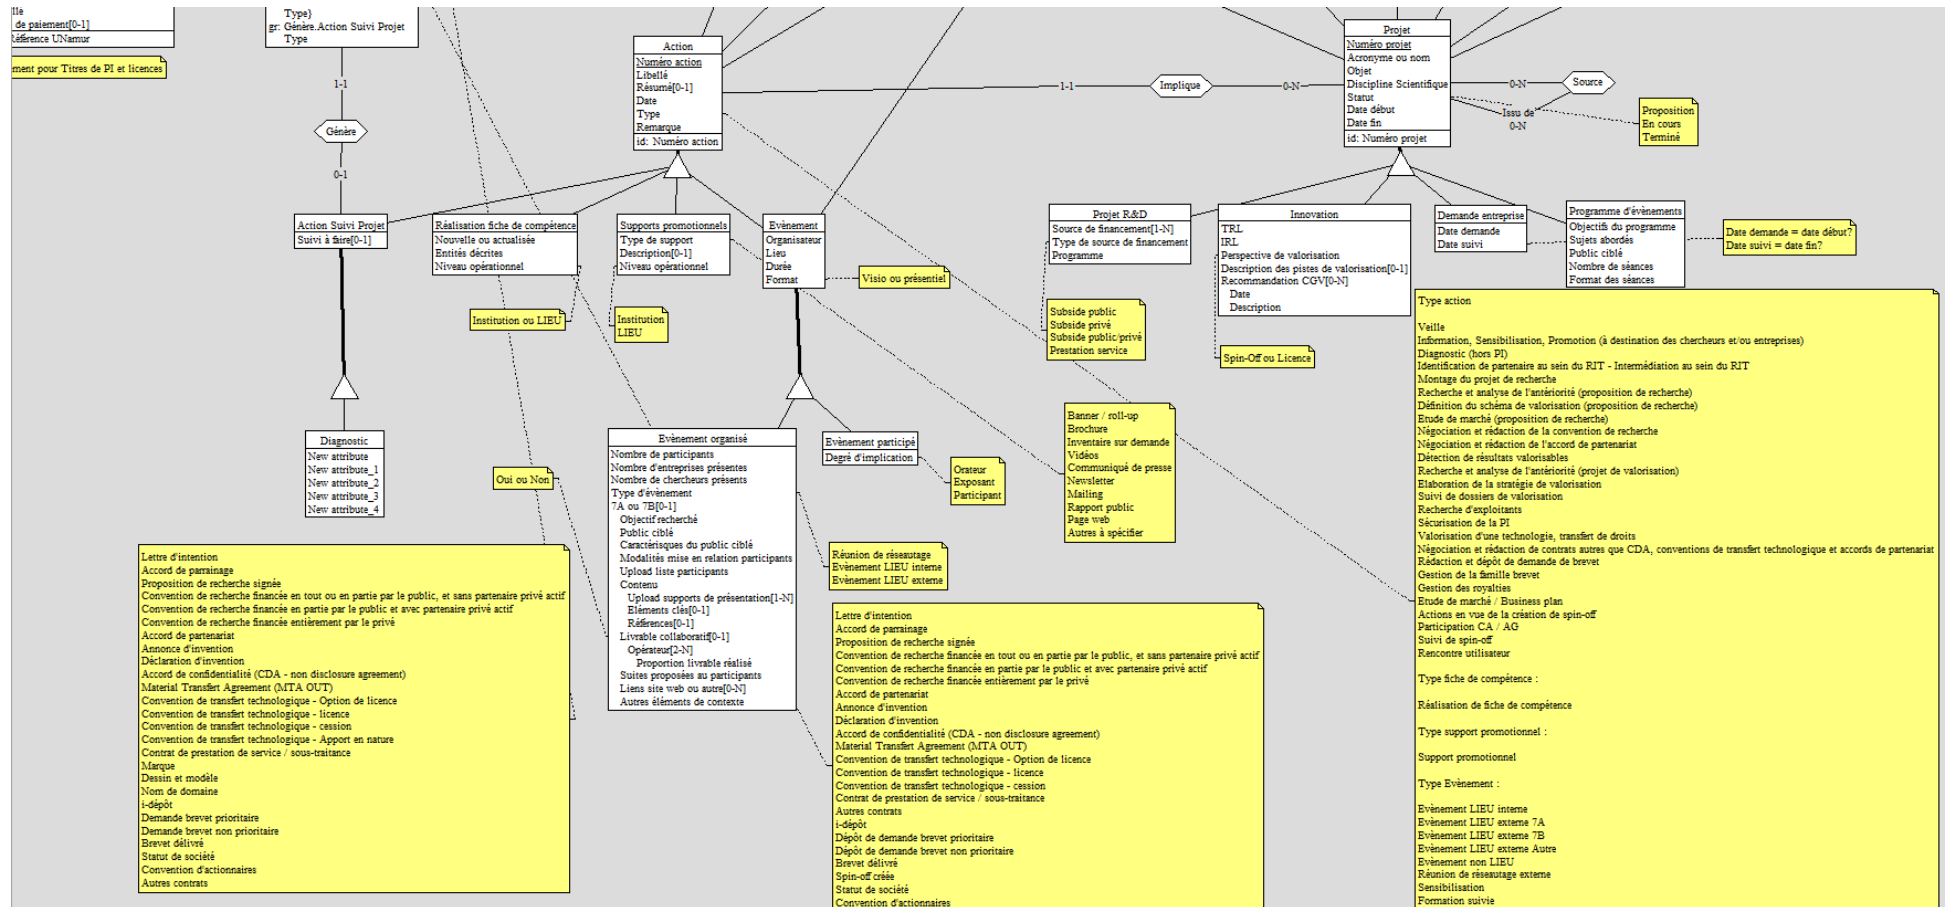 de paiement[0-1]
Référence UNamur
ment pour Titres de PI et licences
Type}
gr: Génère.Action Suivi Projet
Type
1-1
Génère
0-1
Action
Numéro action
Libellé
Résumé[0-1]
Date
Type
Remarque
id: Numéro action
1-1
Implique
0-N
Projet
Numéro projet
Acronyme ou nom
Objet
Discipline Scientifique
Statut
Date début
Date fin
id: Numéro projet
0-N
Source
Issu de
0-N
Proposition
En cours
Terminé
Action Suivi Projet
Suivi à faire[0-1]
Réalisation fiche de compétence
Nouvelle ou actualisée
Entités décrites
Niveau opérationnel
Supports promotionnels
Type de support
Description[0-1]
Niveau opérationnel
Evènement
Organisateur
Lieu
Durée
Format
Visio ou présentiel
Institution ou LIEU
Institution
LIEU
Projet R&D
Source de financement[1-N]
Type de source de financement
Programme
Innovation
TRL
IRL
Perspective de valorisation
Description des pistes de valorisation[0-1]
Recommandation CGV[0-N]
Date
Description
Demande entreprise
Date demande
Date suivi
Programme d'évènements
Objectifs du programme
Sujets abordés
Public ciblé
Nombre de séances
Format des séances
Date demande = date début?
Date suivi = date fin?
Subside public
Subside privé
Subside public/privé
Prestation service
Spin-Off ou Licence
Diagnostic
New attribute
New attribute_1
New attribute_2
New attribute_3
New attribute_4
Oui ou Non
Evènement organisé
Nombre de participants
Nombre d'entreprises présentes
Nombre de chercheurs présents
Type d'évènement
7A ou 7B[0-1]
Objectif recherché
Public ciblé
Caractérisques du public ciblé
Modalités mise en relation participants
Upload liste participants
Contenu
Upload supports de présentation[1-N]
Eléments clés[0-1]
Références[0-1]
Livrable collaboratif[0-1]
Opérateur[2-N]
Proportion livrable réalisé
Suites proposées au participants
Liens site web ou autre[0-N]
Autres éléments de contexte
Evènement participé
Degré d'implication
Orateur
Exposant
Participant
Réunion de réseautage
Evènement LIEU interne
Evènement LIEU externe
Banner / roll-up
Brochure
Inventaire sur demande
Vidéos
Communiqué de presse
Newsletter
Mailing
Rapport public
Page web
Autres à spécifier
Lettre d'intention
Accord de parrainage
Proposition de recherche signée
Convention de recherche financée en tout ou en partie par le public, et sans partenaire privé actif
Convention de recherche financée en partie par le public et avec partenaire privé actif
Convention de recherche financée entièrement par le privé
Accord de partenariat
Annonce d'invention
Déclaration d'invention
Accord de confidentialité (CDA - non disclosure agreement)
Material Transfert Agreement (MTA OUT)
Convention de transfert technologique - Option de licence
Convention de transfert technologique - licence
Convention de transfert technologique - cession
Convention de transfert technologique - Apport en nature
Contrat de prestation de service / sous-traitance
Marque
Dessin et modèle
Nom de domaine
i-dépôt
Demande brevet prioritaire
Demande brevet non prioritaire
Brevet délivré
Statut de société
Convention d'actionnaires
Autres contrats
Lettre d'intention
Accord de parrainage
Proposition de recherche signée
Convention de recherche financée en tout ou en partie par le public, et sans partenaire privé actif
Convention de recherche financée en partie par le public et avec partenaire privé actif
Convention de recherche financée entièrement par le privé
Accord de partenariat
Annonce d'invention
Déclaration d'invention
Accord de confidentialité (CDA - non disclosure agreement)
Material Transfert Agreement (MTA OUT)
Convention de transfert technologique - Option de licence
Convention de transfert technologique - licence
Convention de transfert technologique - cession
Contrat de prestation de service / sous-traitance
Autres contrats
i-dépôt
Dépôt de demande brevet prioritaire
Dépôt de demande brevet non prioritaire
Brevet délivré
Spin-off créée
Statut de société
Convention d'actionnaires
Type action
Veille
Information, Sensibilisation, Promotion (à destination des chercheurs et/ou entreprises)
Diagnostic (hors PI)
Identification de partenaire au sein du RIT - Intermédiation au sein du RIT
Montage du projet de recherche
Recherche et analyse de l'antériorité (proposition de recherche)
Définition du schéma de valorisation (proposition de recherche)
Etude de marché (proposition de recherche)
Négociation et rédaction de la convention de recherche
Négociation et rédaction de l'accord de partenariat
Détection de résultats valorisables
Recherche et analyse de l'antériorité (projet de valorisation)
Elaboration de la stratégie de valorisation
Suivi de dossiers de valorisation
Recherche d'exploitants
Sécurisation de la PI
Valorisation d'une technologie, transfert de droits
Négociation et rédaction de contrats autres que CDA, conventions de transfert technologique et accords de partenariat
Rédaction et dépôt de demande de brevet
Gestion de la famille brevet
Gestion des royalties
Etude de marché / Business plan
Actions en vue de la création de spin-off
Participation CA / AG
Suivi de spin-off
Rencontre utilisateur
Type fiche de compétence :
Réalisation de fiche de compétence
Type support promotionnel :
Support promotionnel
Type Evènement :
Evènement LIEU interne
Evènement LIEU externe 7A
Evènement LIEU externe 7B
Evènement LIEU externe Autre
Evènement non LIEU
Réunion de réseautage externe
Sensibilisation
Formation suivie